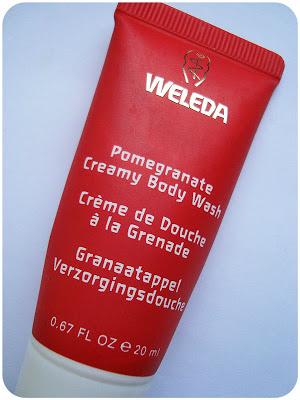 WELEDA
Pomegranate
Creamy Body Wash
Crème de Douche
à la Grenade
Granaatappel
Verzorgingsdouche
0.67 FL OZ e 20 ml